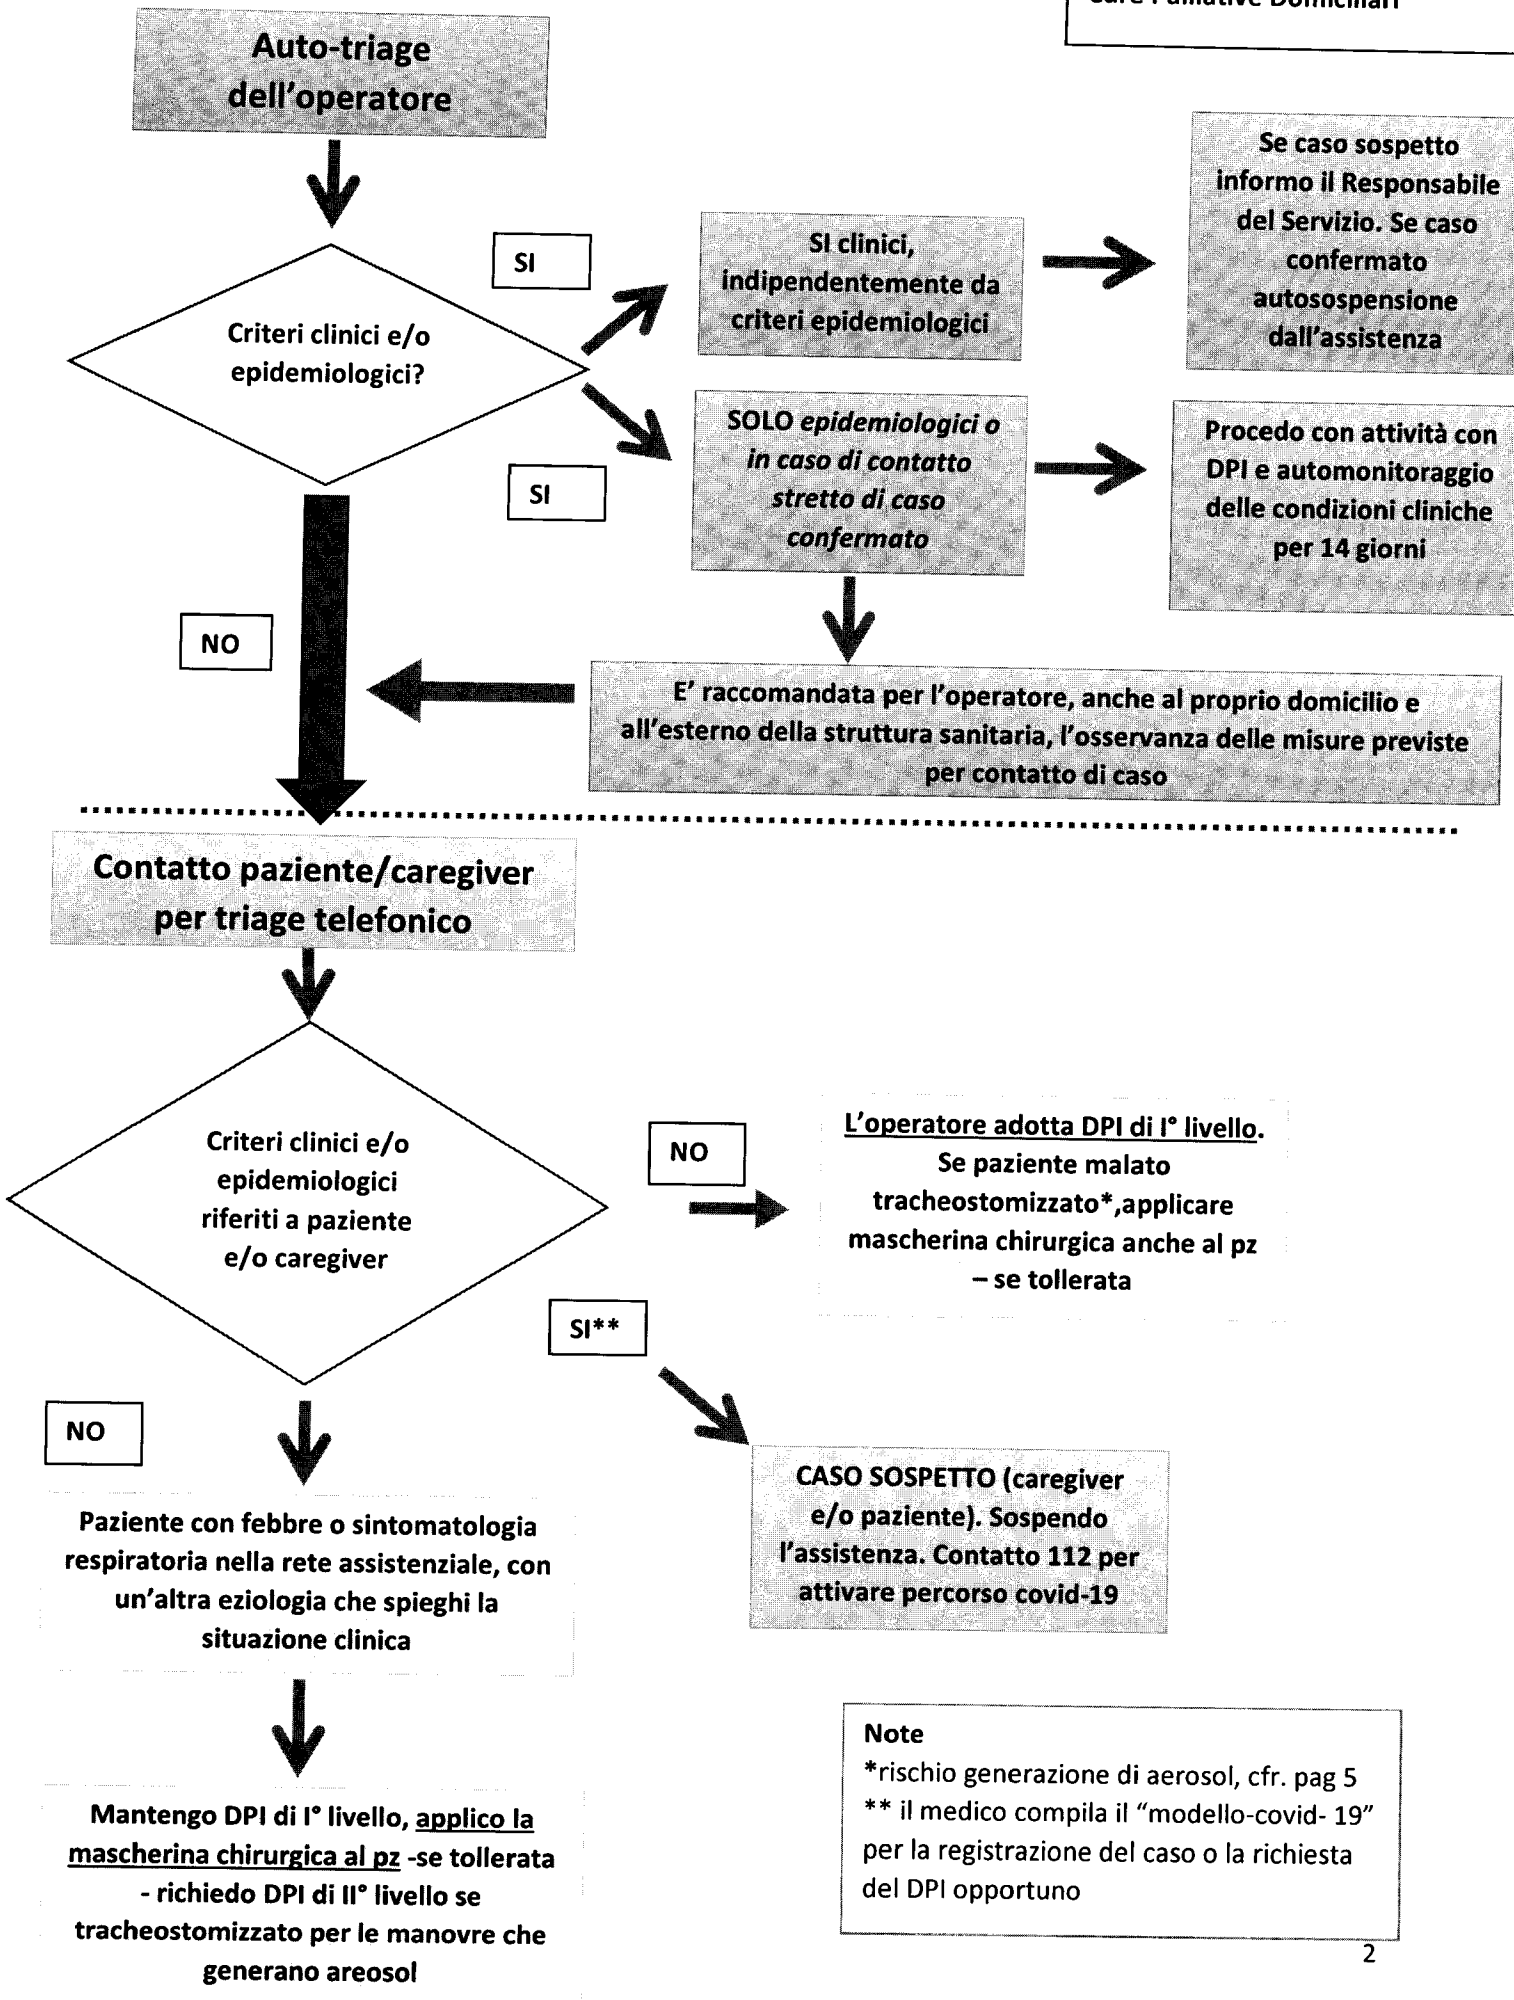 Cure Palliative Domiciliari
Auto-triage
dell'operatore
Se caso sospetto
informo il Responsabile
del Servizio. Se caso
confermato
autosospensione
dall'assistenza
SI
SI clinici,
indipendentemente da
criteri epidemiologici
Criteri clinici e/o
epidemiologici?
SOLO epidemiologici o
in caso di contatto
stretto di caso
confermato
Procedo con attività con
DPI e automonitoraggio
delle condizioni cliniche
per 14 giorni
SI
NO
E' raccomandata per l'operatore, anche al proprio domicilio e
all'esterno della struttura sanitaria, l'osservanza delle misure previste
per contatto di caso
Contatto paziente/caregiver
per triage telefonico
Criteri clinici e/o
epidemiologici
riferiti a paziente
e/o caregiver
NO
L'operatore adotta DPI di I° livello.
Se paziente malato
tracheostomizzato*,applicare
mascherina chirurgica anche al pz
– se tollerata
SI**
NO
CASO SOSPETTO (caregiver
e/o paziente). Sospendo
l'assistenza. Contatto 112 per
attivare percorso covid-19
Paziente con febbre o sintomatologia
respiratoria nella rete assistenziale, con
un'altra eziologia che spieghi la
situazione clinica
Mantengo DPI di I° livello, applico la
mascherina chirurgica al pz -se tollerata
- richiedo DPI di II° livello se
tracheostomizzato per le manovre che
generano areosol
Note
*rischio generazione di aerosol, cfr. pag 5
** il medico compila il "modello-covid- 19"
per la registrazione del caso o la richiesta
del DPI opportuno
2